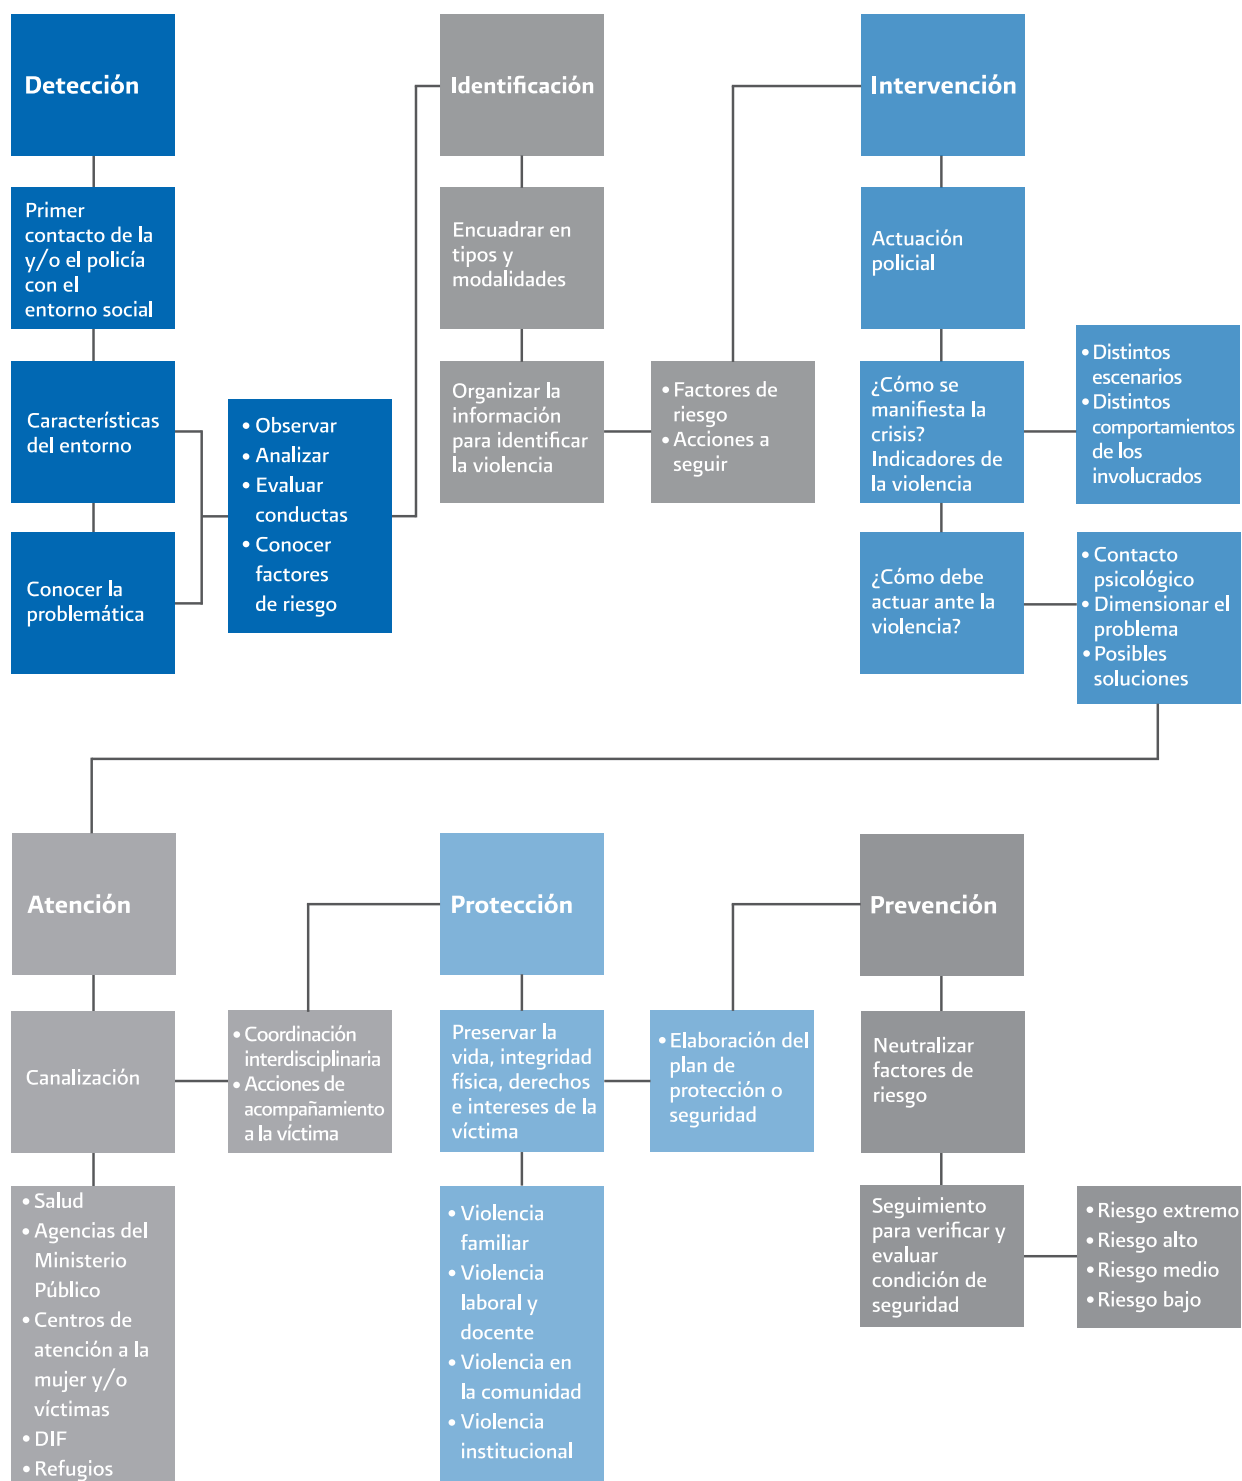 Detección
Primer
contacto de la
y/o el policía
con el
entorno social
Características
del entorno
Conocer la
problemática
• Observar
• Analizar
• Evaluar
conductas
• Conocer
factores
de riesgo
Identificación
Encuadrar en
tipos y
modalidades
Organizar la
información
para identificar
la violencia
• Factores de
riesgo
• Acciones a
seguir
Intervención
Actuación
policial
¿Cómo se
manifiesta la
crisis?
Indicadores de
la violencia
• Distintos
escenarios
• Distintos
comportamientos
de los
involucrados
¿Cómo debe
actuar ante la
violencia?
• Contacto
psicológico
• Dimensionar el
problema
• Posibles
soluciones
Atención
Canalización
• Coordinación
interdisciplinaria
• Acciones de
acompañamiento
a la víctima
• Salud
• Agencias del
Ministerio
Público
• Centros de
atención a la
mujer y/o
víctimas
• DIF
• Refugios
Protección
Preservar la
vida, integridad
física, derechos
e intereses de la
víctima
• Elaboración del
plan de
protección o
seguridad
• Violencia
familiar
• Violencia
laboral y
docente
• Violencia en
la comunidad
• Violencia
institucional
Prevención
Neutralizar
factores de
riesgo
Seguimiento
para verificar y
evaluar
condición de
seguridad
• Riesgo extremo
• Riesgo alto
• Riesgo medio
• Riesgo bajo